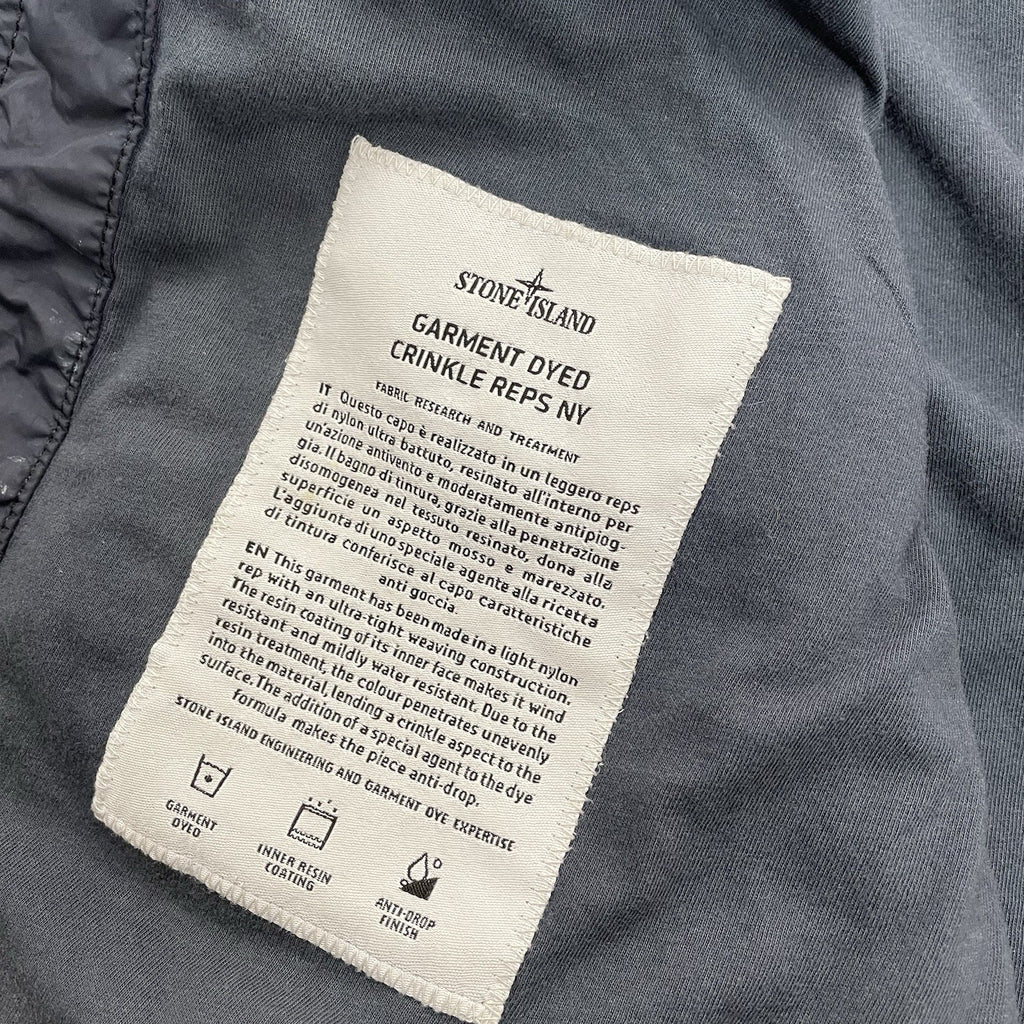 STONE ISLAND
GARMENT DYED
CRINKLE REPS NY
FABRIC RESEARCH AND TREATMENT
IT Questo capo è realizzato in un leggero reps
di nylon ultra battuto, resinato all'interno per
un'azione antivento e moderatamente antipiog-
gia. Il bagno di tintura, grazie alla penetrazione
disomogenea nel tessuto resinato, dona alla
superficie un aspetto mosso e marezzato.
L'aggiunta di uno speciale agente alla ricetta
di tintura conferisce al capo caratteristiche
anti goccia.
EN This garment has been made in a light nylon
rep with an ultra-tight weaving construction.
The resin coating of its inner face makes it wind
resistant and mildly water resistant. Due to the
resin treatment, the colour penetrates unevenly
into the material, lending a crinkle aspect to the
surface. The addition of a special agent to the dye
formula makes the piece anti-drop.
STONE ISLAND ENGINEERING AND GARMENT DYE EXPERTISE
GARMENT
DYED
INNER RESIN
COATING
ANTI-DROP
FINISH